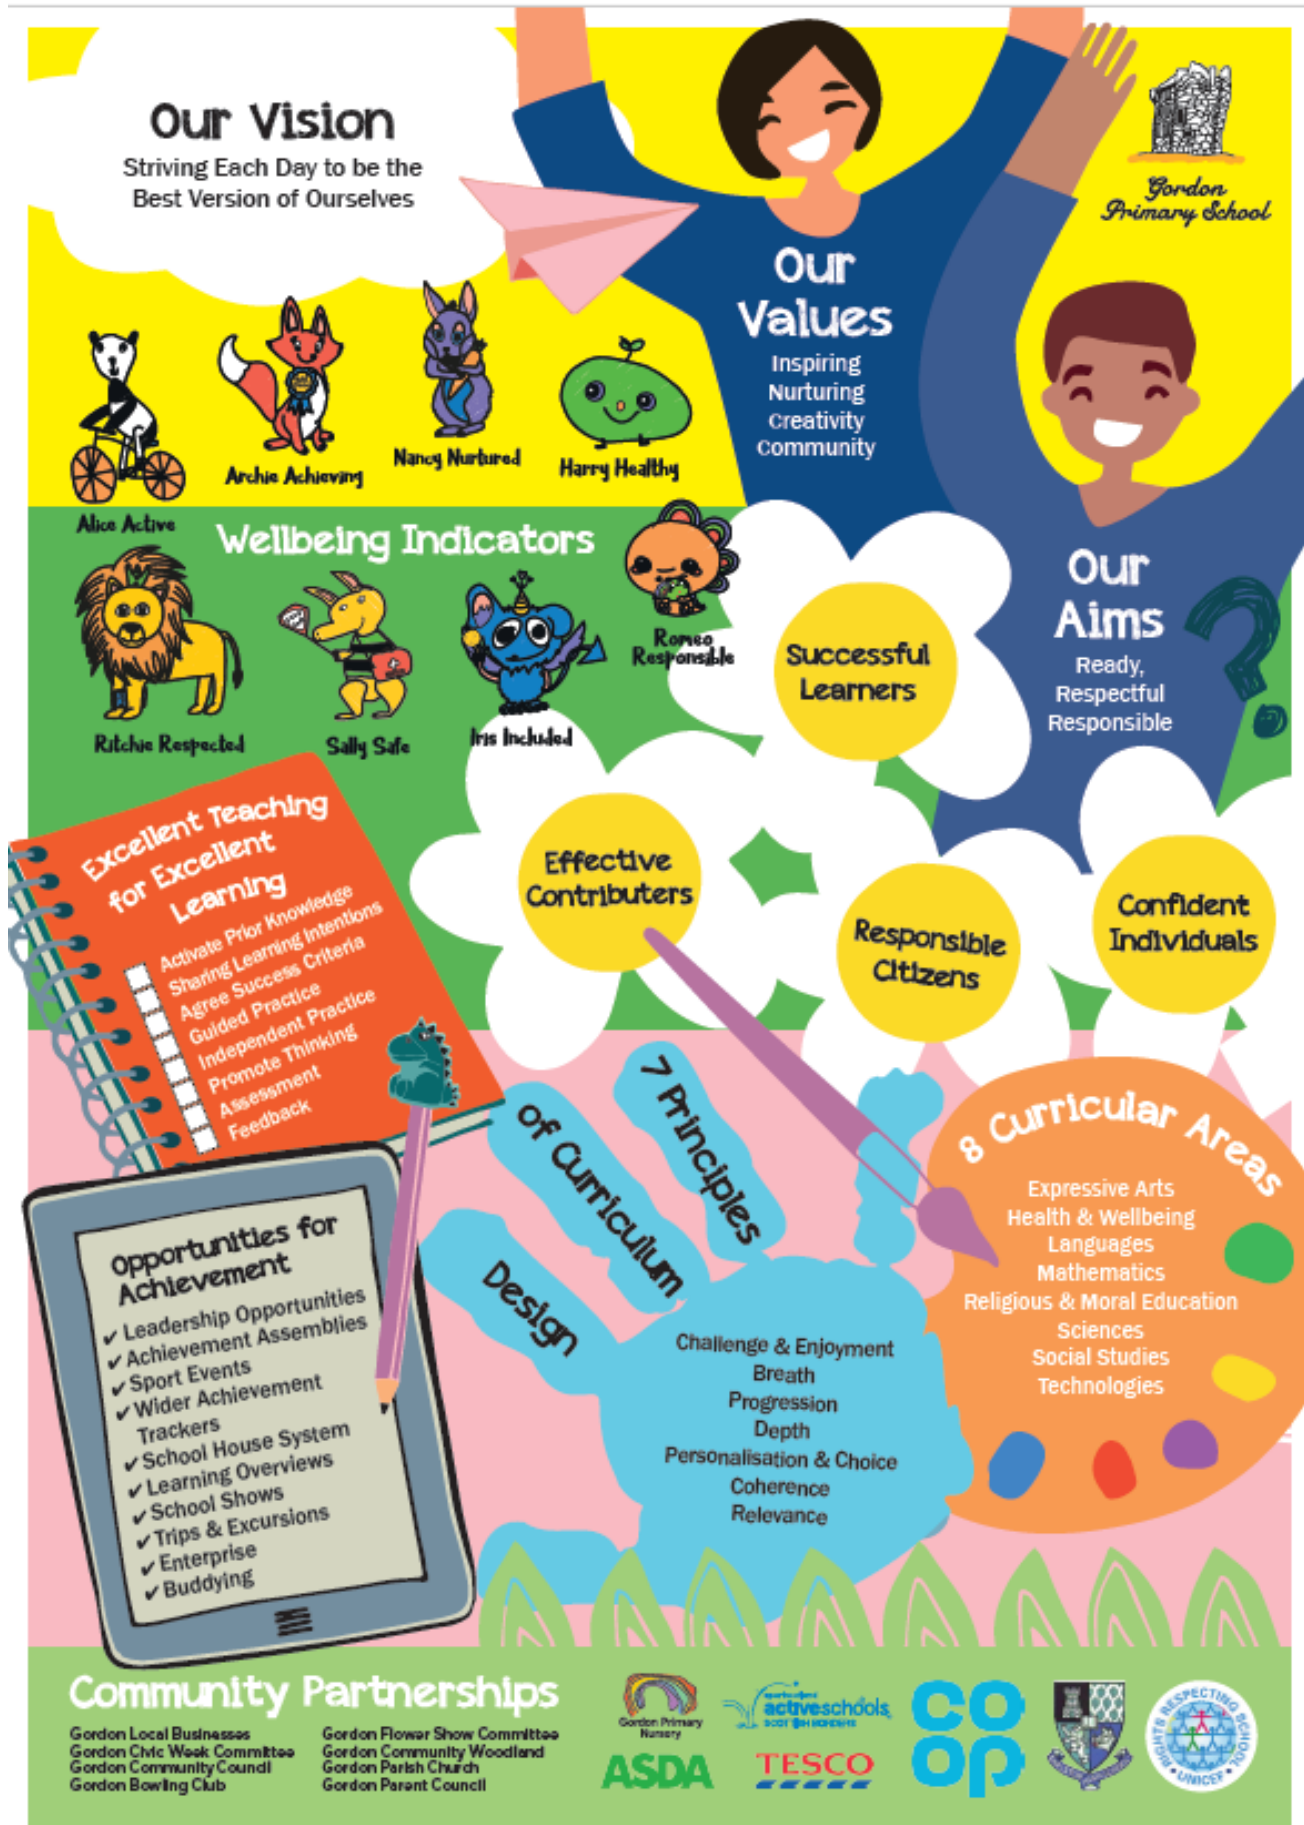 Our Vision
Striving Each Day to be the
Best Version of Ourselves
Gordon
Primary School
Our
Values
Inspiring
Nurturing
Creativity
Community
Alice Active
Archie Achieving
Nancy Nurtured
Harry Healthy
Wellbeing Indicators
Ritchie Respected
Sally Safe
Iris Included
Romeo
Responsible
Our
Aims
Ready,
Respectful
Responsible
Successful
Learners
Effective
Contributers
Responsible
Citizens
Confident
Individuals
Excellent Teaching
for Excellent
Learning
Activate Prior Knowledge
Sharing Learning Intentions
Agree Success Criteria
Guided Practice
Independent Practice
Promote Thinking
Assessment
Feedback
7 Principles
of Curriculum
Design
Challenge & Enjoyment
Breath
Progression
Depth
Personalisation & Choice
Coherence
Relevance
8 Curricular Areas
Expressive Arts
Health & Wellbeing
Languages
Mathematics
Religious & Moral Education
Sciences
Social Studies
Technologies
Opportunities for
Achievement
✔ Leadership Opportunities
✔ Achievement Assemblies
✔ Sport Events
✔ Wider Achievement
Trackers
✔ School House System
✔ Learning Overviews
✔ School Shows
✔ Trips & Excursions
✔ Enterprise
✔ Buddying
Community Partnerships
Gordon Local Businesses
Gordon Civic Week Committee
Gordon Community Council
Gordon Bowling Club
Gordon Flower Show Committee
Gordon Community Woodland
Gordon Parish Church
Gordon Parent Council
Gordon Primary
Nursery
activeschools
SCOTTISH BORDERS
ASDA
TESCO
CO
OP
RIGHTS RESPECTING SCHOOL
UNICEF